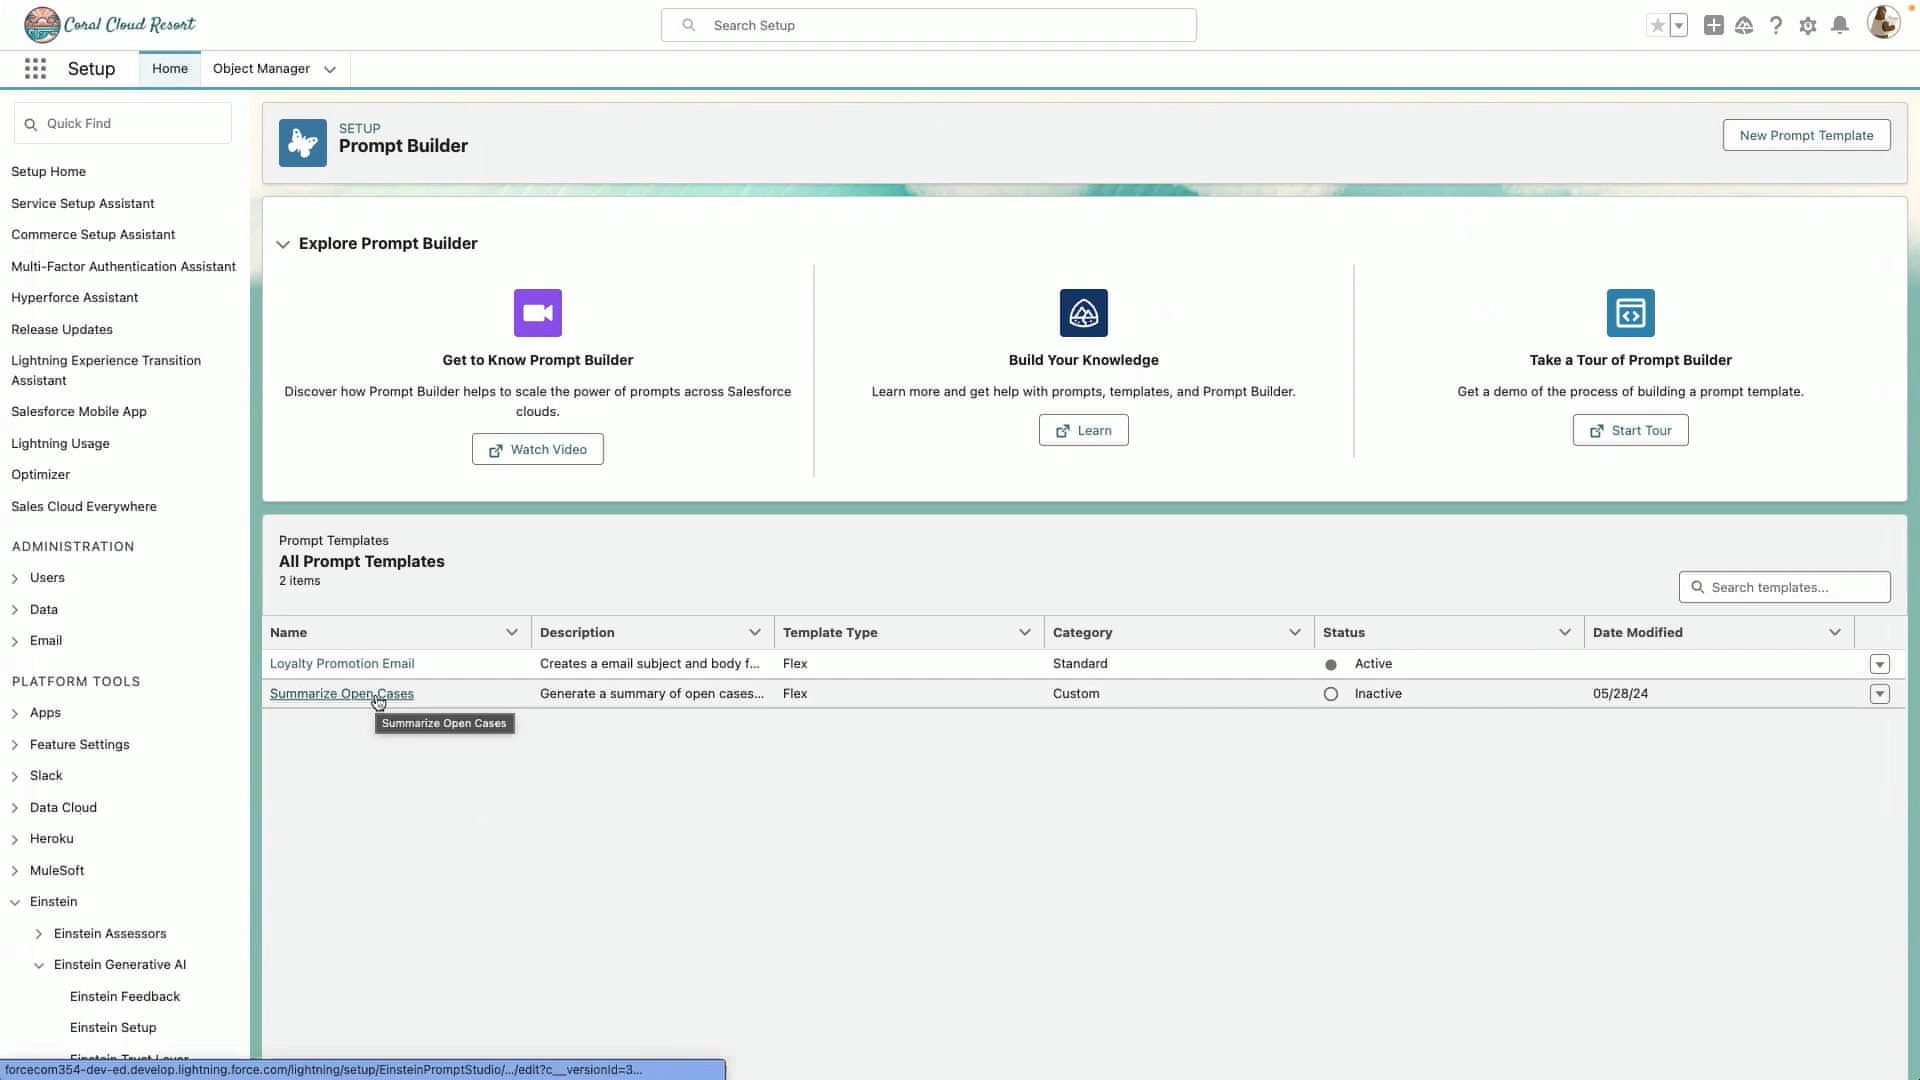 Coral Cloud Resort
Search Setup
Setup
Home
Object Manager
Quick Find
Setup Home
Service Setup Assistant
Commerce Setup Assistant
Multi-Factor Authentication Assistant
Hyperforce Assistant
Release Updates
Lightning Experience Transition
Assistant
Salesforce Mobile App
Lightning Usage
Optimizer
Sales Cloud Everywhere
ADMINISTRATION
Users
Data
Email
PLATFORM TOOLS
Apps
Feature Settings
Slack
Data Cloud
Heroku
MuleSoft
Einstein
Einstein Assessors
Einstein Generative AI
Einstein Feedback
Einstein Setup
Einstein Trust Layer
SETUP
Prompt Builder
New Prompt Template
Explore Prompt Builder
Get to Know Prompt Builder
Discover how Prompt Builder helps to scale the power of prompts across Salesforce
clouds.
Watch Video
Build Your Knowledge
Learn more and get help with prompts, templates, and Prompt Builder.
Learn
Take a Tour of Prompt Builder
Get a demo of the process of building a prompt template.
Start Tour
Prompt Templates
All Prompt Templates
2 items
Search templates...
Name Description Template Type Category Status Date Modified
Loyalty Promotion Email Creates a email subject and body f... Flex Standard Active
Summarize Open Cases Generate a summary of open cases... Flex Custom Inactive 05/28/24
Summarize Open Cases
forcecom354-dev-ed.develop.lightning.force.com/lightning/setup/EinsteinPromptStudio/.../edit?c__versionId=3...